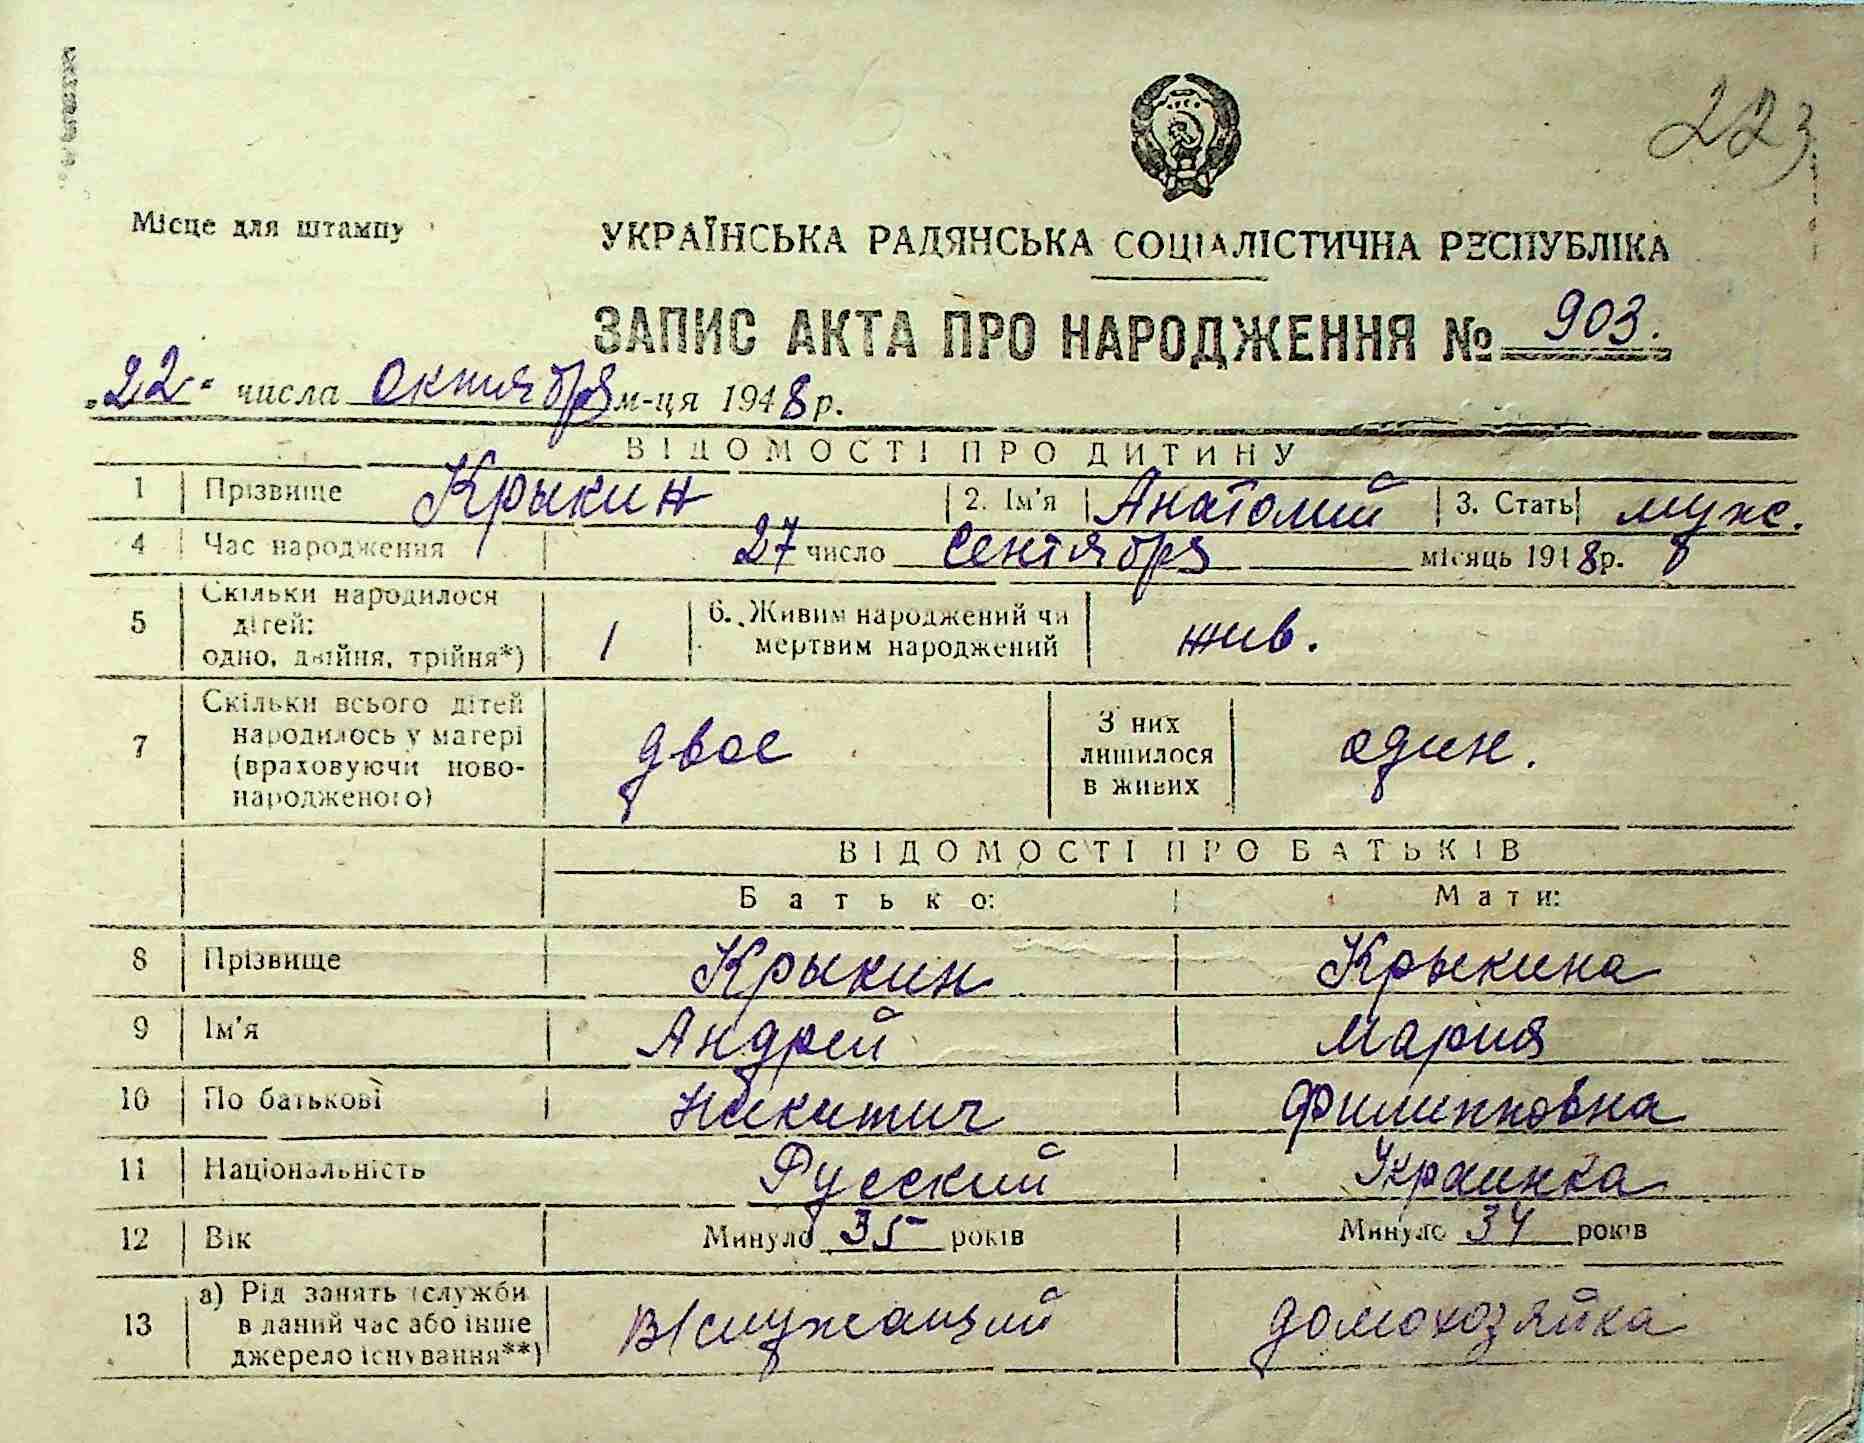 223
Місце для штампу
УКРАЇНСЬКА РАДЯНСЬКА СОЦІАЛІСТИЧНА РЕСПУБЛІКА
ЗАПИС АКТА ПРО НАРОДЖЕННЯ № 903.
„22" числа октября м-ця 1948 р.
ВІДОМОСТІ ПРО ДИТИНУ
1 Прізвище Крыкин 2. Ім'я Анатолий 3. Стать муж.
4 Час народження 27 число Сентября місяць 1948 р.
5 Скільки народилося дітей: одно, двійня, трійня*) 1 6. Живим народжений чи мертвим народжений жив.
7 Скільки всього дітей народилось у матері (враховуючи новонародженого) двое З них лишилося в живих один.
ВІДОМОСТІ ПРО БАТЬКІВ
Батько: Мати:
8 Прізвище Крыкин Крыкина
9 Ім'я Андрей Мария
10 По батькові Никитич Филипповна
11 Національність Русский Украинка
12 Вік Минуло 35 років Минуло 34 років
13 а) Рід занять (служби в даний час або інше джерело існування**) В/служащий домохозяйка